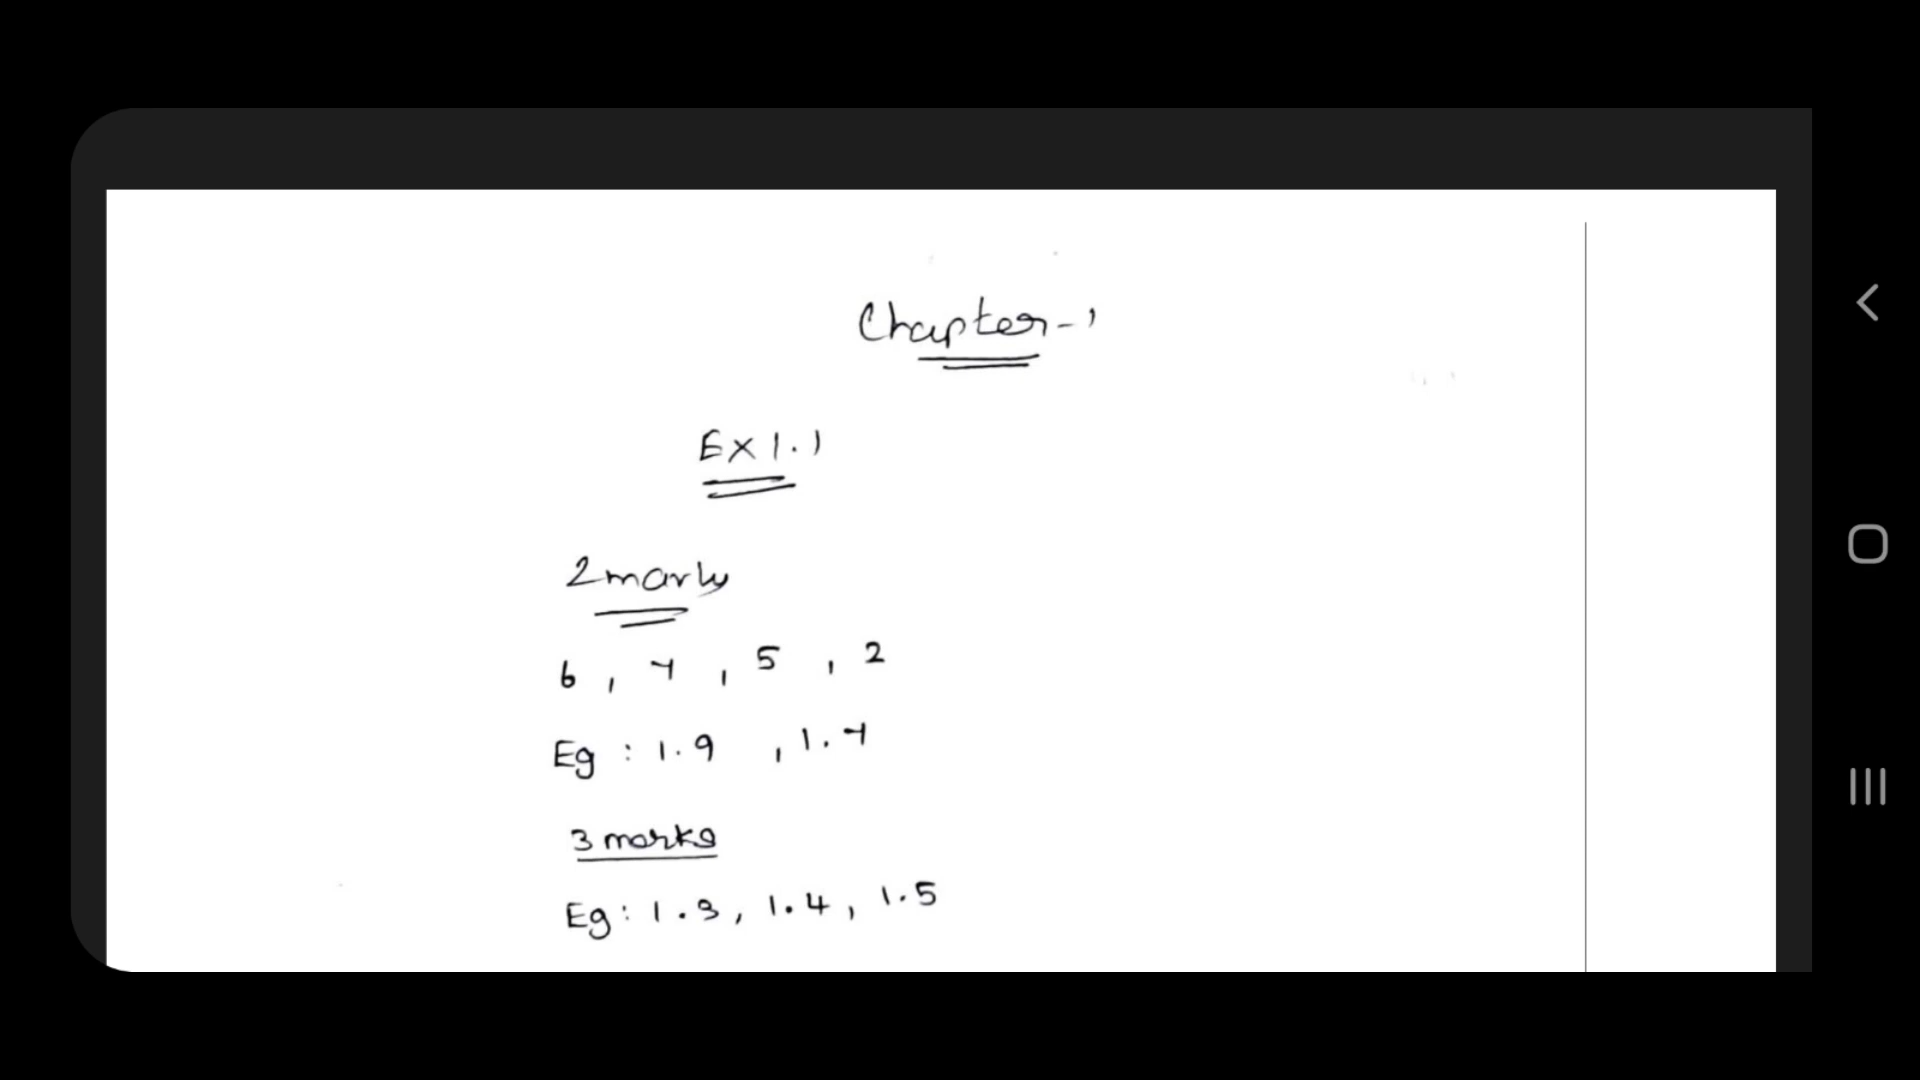 Chapter-1
Ex 1.1
2 marks
6, 7, 5, 2
Eg : 1.9, 1.7
3 marks
Eg : 1.3, 1.4, 1.5